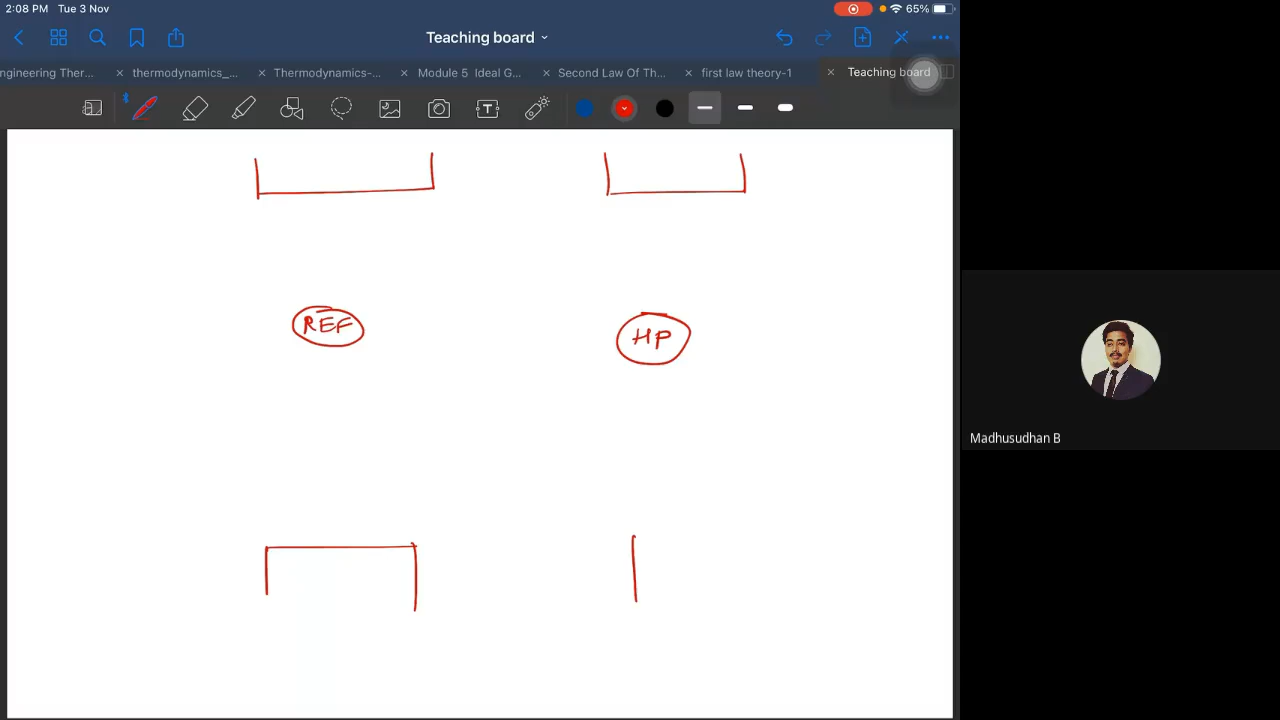 2:08 PM Tue 3 Nov
65%
Teaching board
ngineering Ther...
thermodynamics_...
Thermodynamics-...
Module 5 Ideal G...
Second Law Of Th...
first law theory-1
Teaching board
T
REF
HP
Madhusudhan B